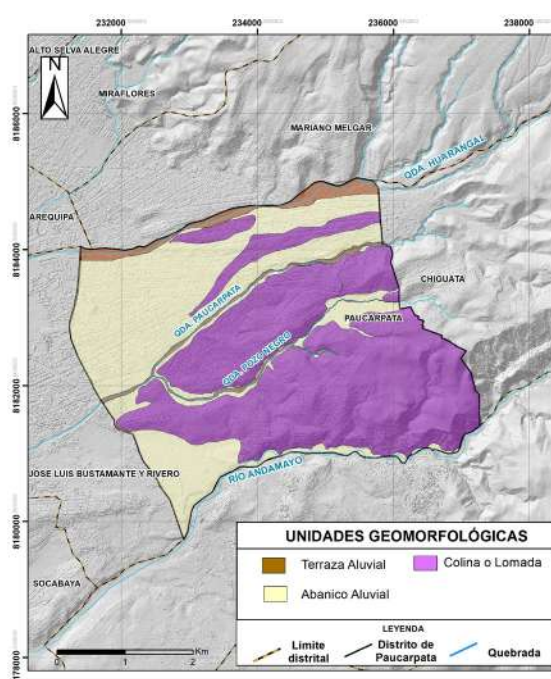 232000
234000
236000
238000
ALTO SELVA ALEGRE
N
MIRAFLORES
8186000
MARIANO MELGAR
QDA. HUARANGAL
AREQUIPA
8184000
CHIGUATA
QDA. PAUCARPATA
PAUCARPATA
QDA. POZO NEGRO
8182000
JOSE LUIS BUSTAMANTE Y RIVERO
RÍO ANDAMAYO
8180000
UNIDADES GEOMORFOLÓGICAS
Terraza Aluvial
Colina o Lomada
Abanico Aluvial
SOCABAYA
LEYENDA
Límite
distrital
Distrito de
Paucarpata
Quebrada
0 1 2
Km
8178000